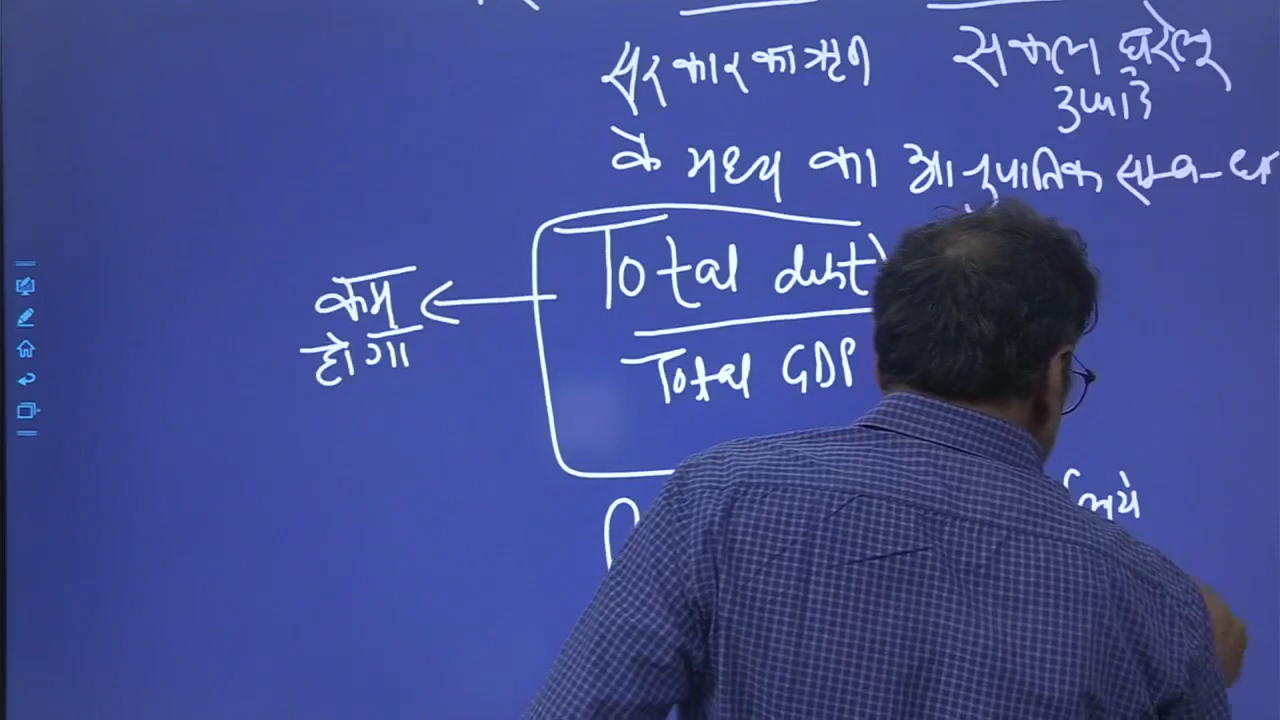 सरकार का ऋण
सकल घरेलू
उत्पाद
के मध्य का आनुपातिक सम्बन्ध
Total debt
Total GDP
कम
होगा